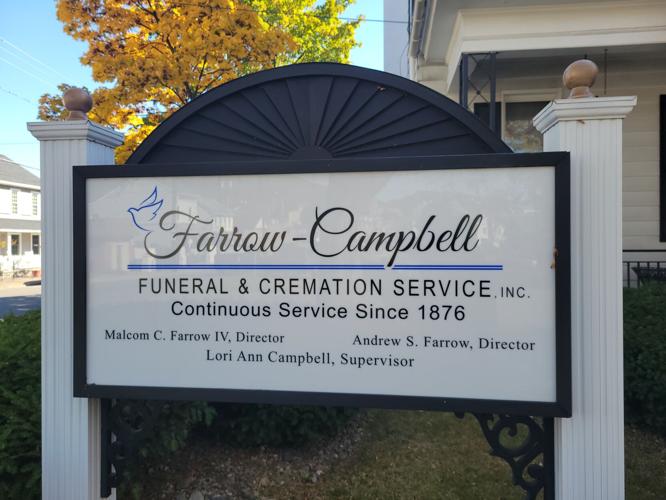 Farrow-Campbell
FUNERAL & CREMATION SERVICE, INC.
Continuous Service Since 1876
Malcom C. Farrow IV, Director
Andrew S. Farrow, Director
Lori Ann Campbell, Supervisor